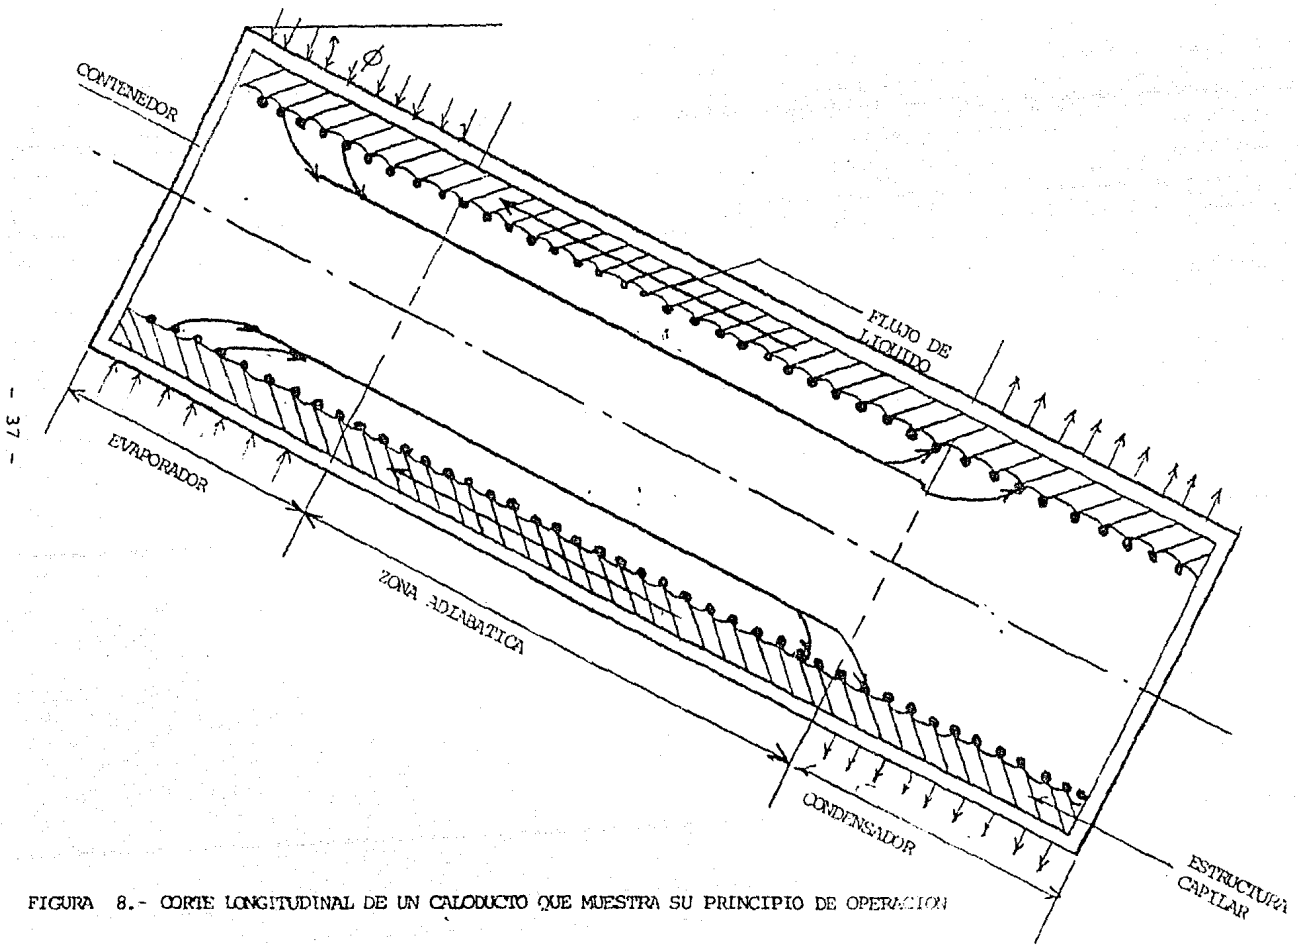 CONTENEDOR
ϕ
FLUJO DE
LIQUIDO
EVAPORADOR
ZONA ADIABATICA
CONDENSADOR
ESTRUCTURA
CAPILAR
- 37 -
FIGURA 8.- CORTE LONGITUDINAL DE UN CALODUCTO QUE MUESTRA SU PRINCIPIO DE OPERACION